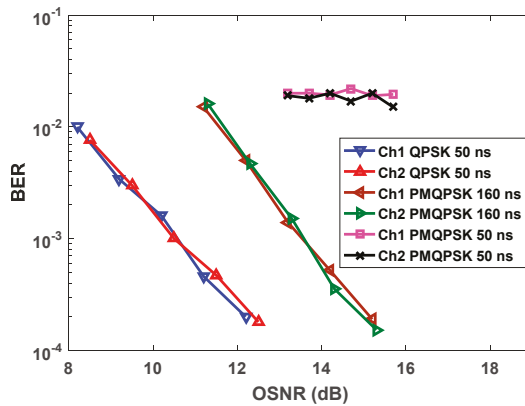 10^-1
10^-2
10^-3
10^-4
BER
8
10
12
14
16
18
OSNR (dB)
Ch1 QPSK 50 ns
Ch2 QPSK 50 ns
Ch1 PMQPSK 160 ns
Ch2 PMQPSK 160 ns
Ch1 PMQPSK 50 ns
Ch2 PMQPSK 50 ns